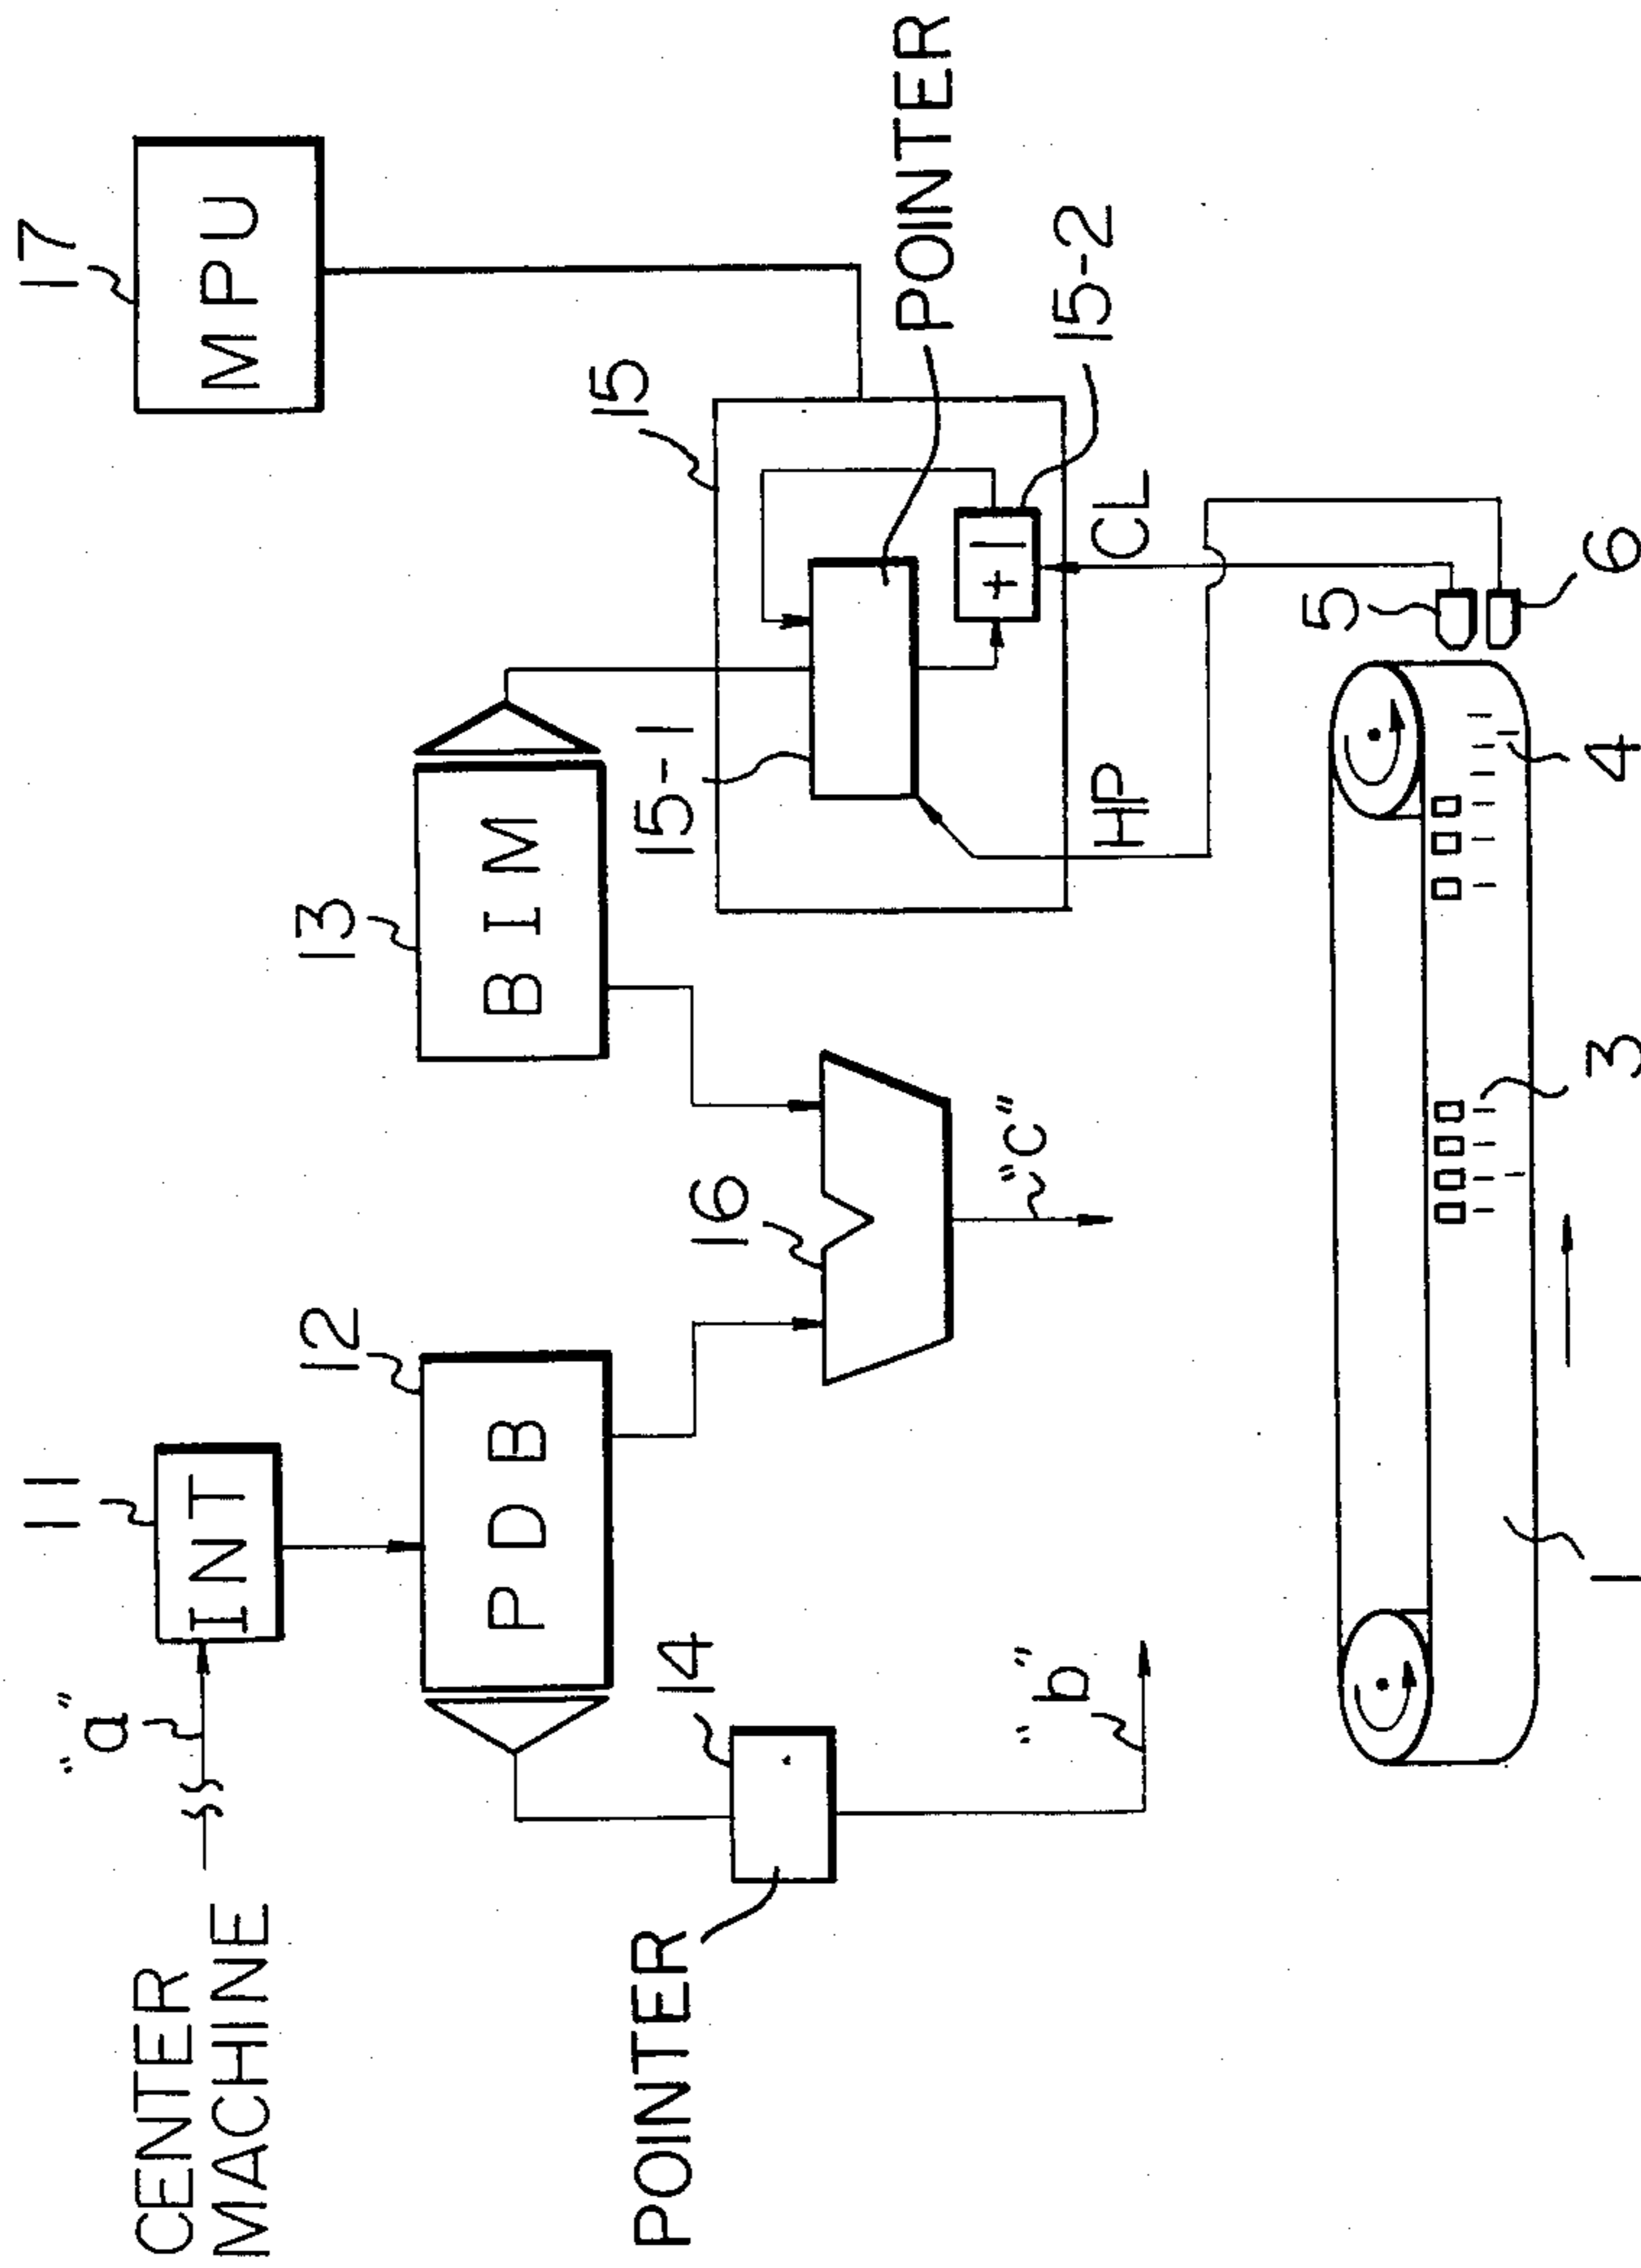 CENTER
MACHINE
"a"
11
INT
12
PDB
14
POINTER
"b"
13
BIM
16
"c"
17
MPU
15
15-1
POINTER
15-2
+1
HP
CL
5
6
4
3
1